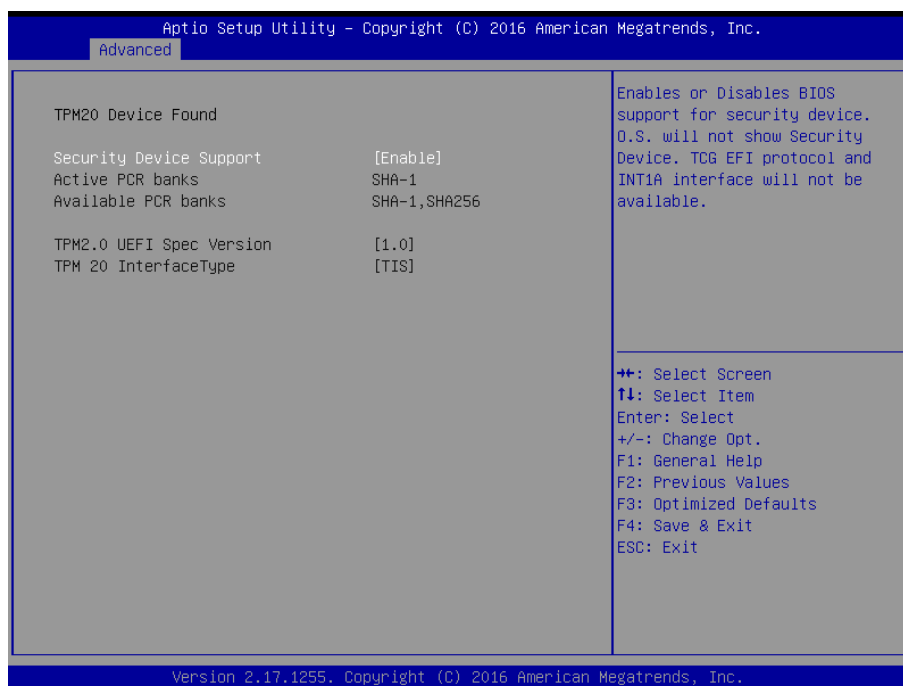 Aptio Setup Utility – Copyright (C) 2016 American Megatrends, Inc.
Advanced
TPM20 Device Found
Security Device Support [Enable]
Active PCR banks SHA-1
Available PCR banks SHA-1,SHA256
TPM2.0 UEFI Spec Version [1.0]
TPM 20 InterfaceType [TIS]
Enables or Disables BIOS
support for security device.
O.S. will not show Security
Device. TCG EFI protocol and
INT1A interface will not be
available.
→←: Select Screen
↑↓: Select Item
Enter: Select
+/-: Change Opt.
F1: General Help
F2: Previous Values
F3: Optimized Defaults
F4: Save & Exit
ESC: Exit
Version 2.17.1255. Copyright (C) 2016 American Megatrends, Inc.